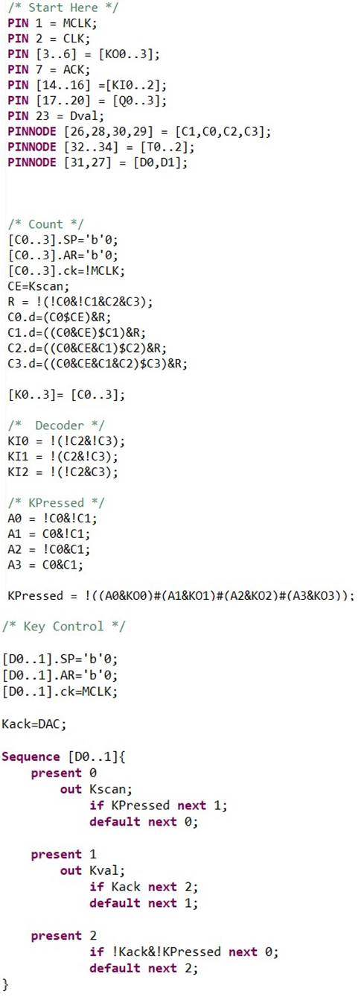 /* Start Here */
PIN 1 = MCLK;
PIN 2 = CLK;
PIN [3..6] = [KO0..3];
PIN 7 = ACK;
PIN [14..16] =[KI0..2];
PIN [17..20] = [Q0..3];
PIN 23 = Dval;
PINNODE [26,28,30,29] = [C1,C0,C2,C3];
PINNODE [32..34] = [T0..2];
PINNODE [31,27] = [D0,D1];
/* Count */
[C0..3].SP='b'0;
[C0..3].AR='b'0;
[C0..3].ck=!MCLK;
CE=Kscan;
R = !(!C0&!C1&C2&C3);
C0.d=(C0$CE)&R;
C1.d=((C0&CE)$C1)&R;
C2.d=((C0&CE&C1)$C2)&R;
C3.d=((C0&CE&C1&C2)$C3)&R;
[K0..3]= [C0..3];
/*  Decoder */
KI0 = !(!C2&!C3);
KI1 = !(C2&!C3);
KI2 = !(!C2&C3);
/* KPressed */
A0 = !C0&!C1;
A1 = C0&!C1;
A2 = !C0&C1;
A3 = C0&C1;
KPressed = !((A0&KO0)#(A1&KO1)#(A2&KO2)#(A3&KO3));
/* Key Control */
[D0..1].SP='b'0;
[D0..1].AR='b'0;
[D0..1].ck=MCLK;
Kack=DAC;
Sequence [D0..1]{
present 0
out Kscan;
if KPressed next 1;
default next 0;
present 1
out Kval;
if Kack next 2;
default next 1;
present 2
if !Kack&!KPressed next 0;
default next 2;
}